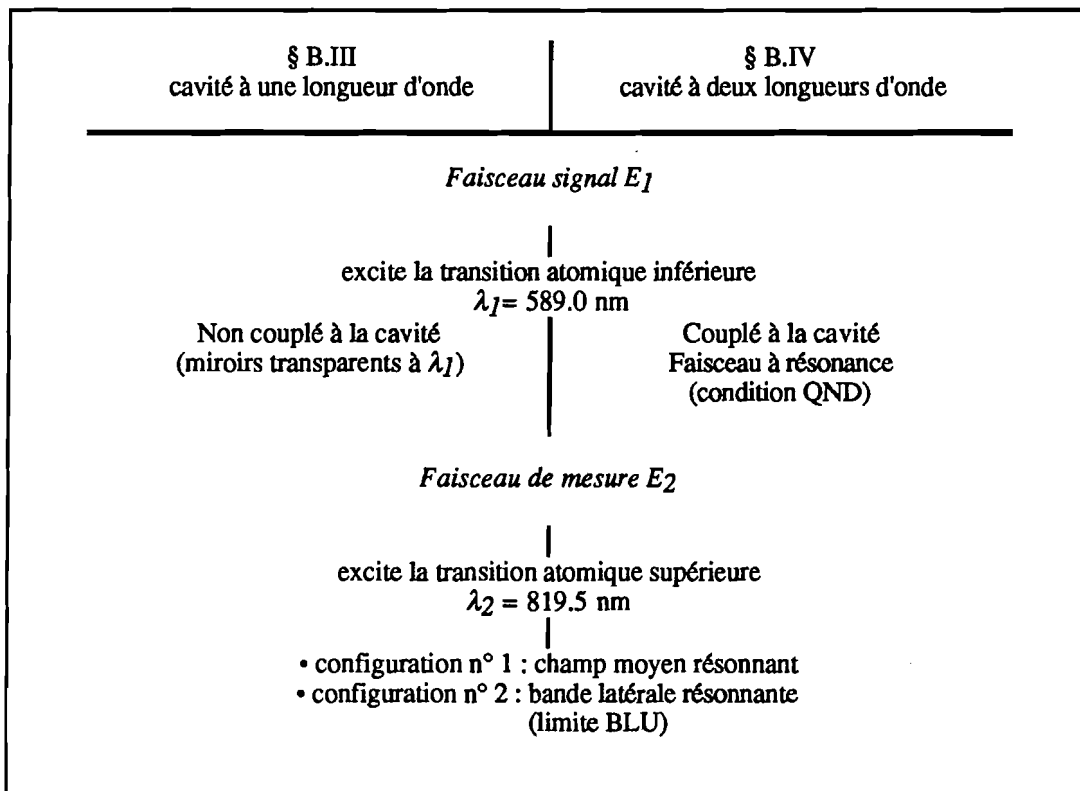 § B.III
cavité à une longueur d'onde
§ B.IV
cavité à deux longueurs d'onde
Faisceau signal E1
excite la transition atomique inférieure
λ1= 589.0 nm
Non couplé à la cavité
(miroirs transparents à λ1)
Couplé à la cavité
Faisceau à résonance
(condition QND)
Faisceau de mesure E2
excite la transition atomique supérieure
λ2 = 819.5 nm
• configuration n° 1 : champ moyen résonnant
• configuration n° 2 : bande latérale résonnante
(limite BLU)